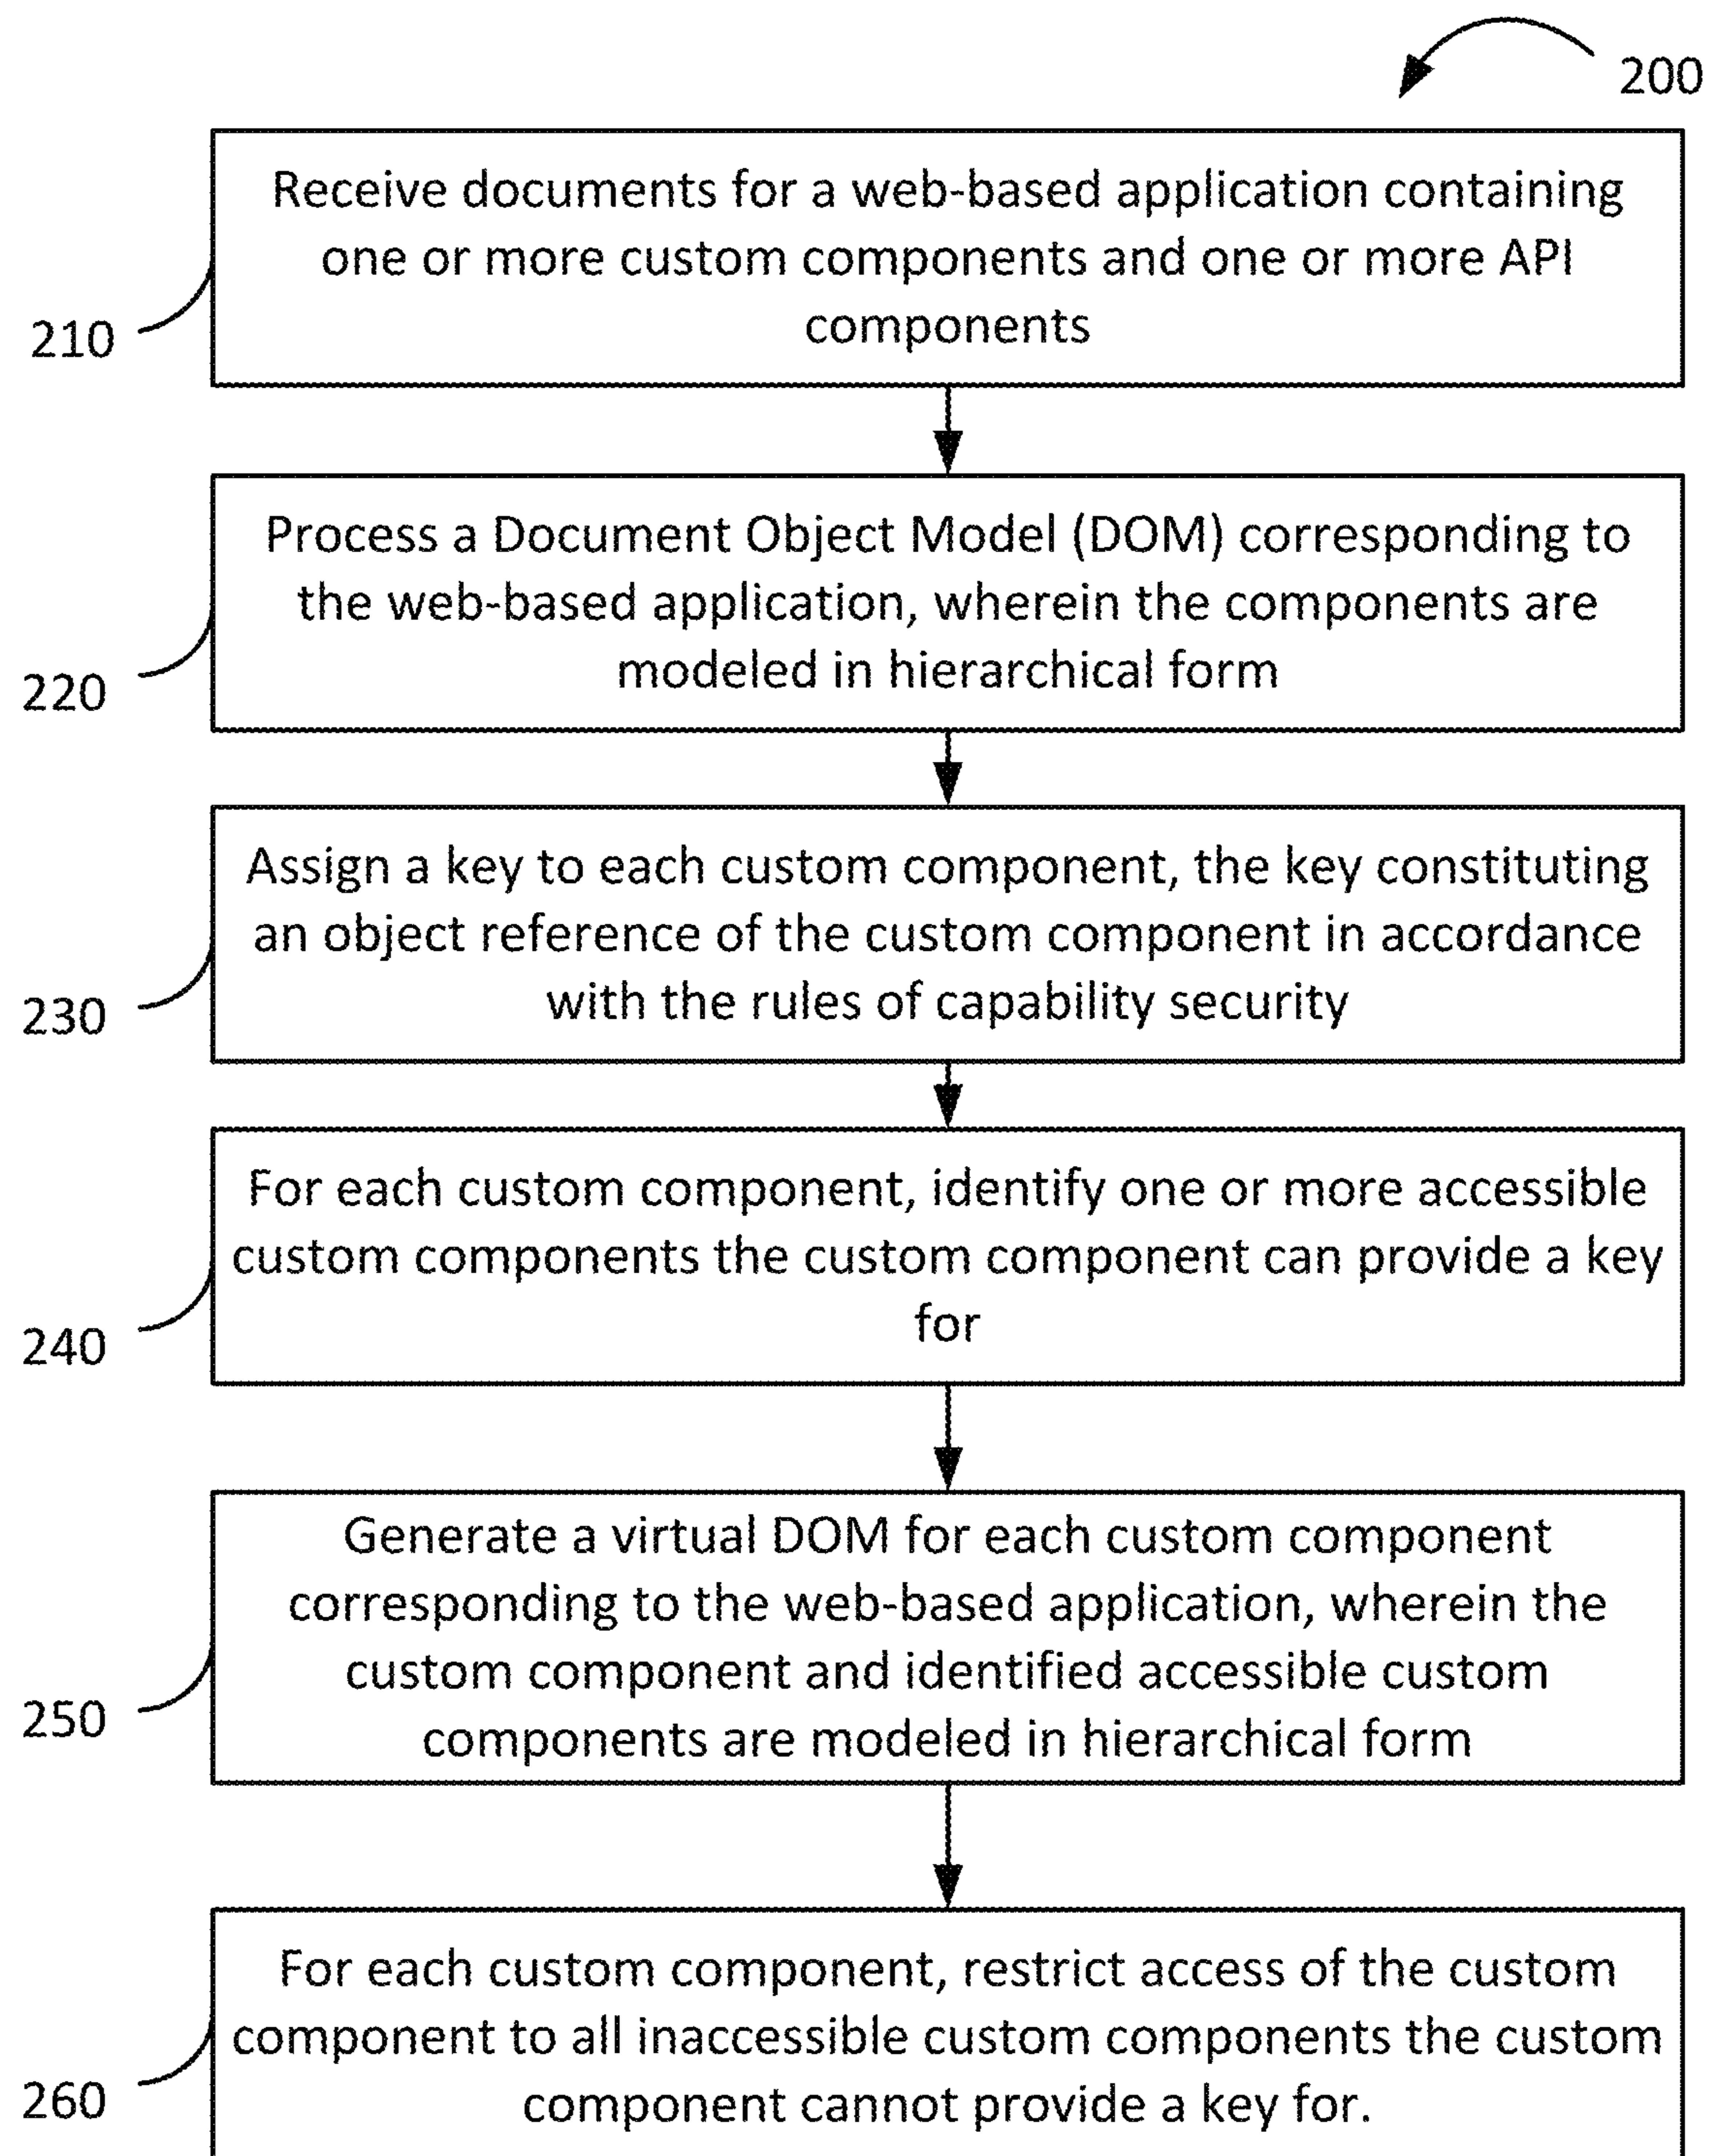 200
Receive documents for a web-based application containing
one or more custom components and one or more API
components
210
Process a Document Object Model (DOM) corresponding to
the web-based application, wherein the components are
modeled in hierarchical form
220
Assign a key to each custom component, the key constituting
an object reference of the custom component in accordance
with the rules of capability security
230
For each custom component, identify one or more accessible
custom components the custom component can provide a key
for
240
Generate a virtual DOM for each custom component
corresponding to the web-based application, wherein the
custom component and identified accessible custom
components are modeled in hierarchical form
250
For each custom component, restrict access of the custom
component to all inaccessible custom components the custom
component cannot provide a key for.
260